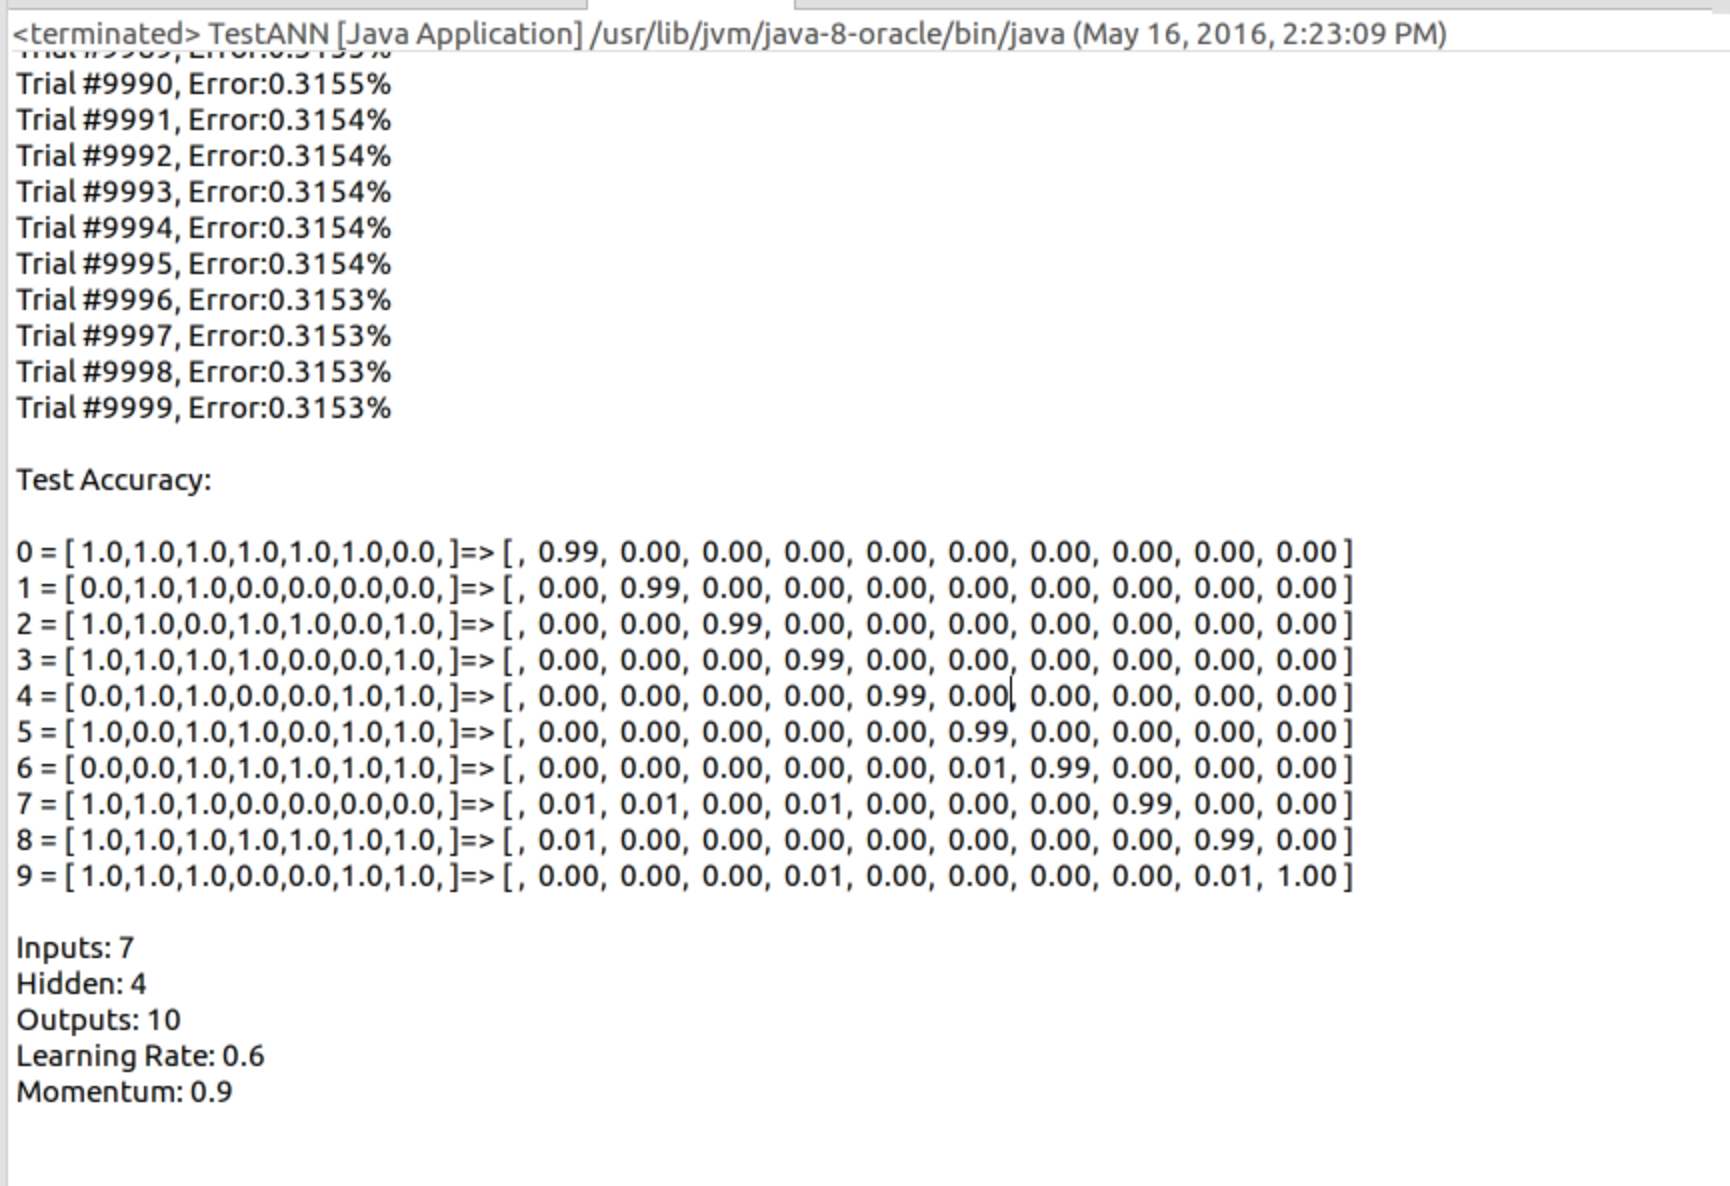 <terminated> TestANN [Java Application] /usr/lib/jvm/java-8-oracle/bin/java (May 16, 2016, 2:23:09 PM)
Trial #9989, Error:0.3155%
Trial #9990, Error:0.3155%
Trial #9991, Error:0.3154%
Trial #9992, Error:0.3154%
Trial #9993, Error:0.3154%
Trial #9994, Error:0.3154%
Trial #9995, Error:0.3154%
Trial #9996, Error:0.3153%
Trial #9997, Error:0.3153%
Trial #9998, Error:0.3153%
Trial #9999, Error:0.3153%
Test Accuracy:
0 = [ 1.0,1.0,1.0,1.0,1.0,1.0,0.0, ]=> [, 0.99, 0.00, 0.00, 0.00, 0.00, 0.00, 0.00, 0.00, 0.00, 0.00 ]
1 = [ 0.0,1.0,1.0,0.0,0.0,0.0,0.0, ]=> [, 0.00, 0.99, 0.00, 0.00, 0.00, 0.00, 0.00, 0.00, 0.00, 0.00 ]
2 = [ 1.0,1.0,0.0,1.0,1.0,0.0,1.0, ]=> [, 0.00, 0.00, 0.99, 0.00, 0.00, 0.00, 0.00, 0.00, 0.00, 0.00 ]
3 = [ 1.0,1.0,1.0,1.0,0.0,0.0,1.0, ]=> [, 0.00, 0.00, 0.00, 0.99, 0.00, 0.00, 0.00, 0.00, 0.00, 0.00 ]
4 = [ 0.0,1.0,1.0,0.0,0.0,1.0,1.0, ]=> [, 0.00, 0.00, 0.00, 0.00, 0.99, 0.00, 0.00, 0.00, 0.00, 0.00 ]
5 = [ 1.0,0.0,1.0,1.0,0.0,1.0,1.0, ]=> [, 0.00, 0.00, 0.00, 0.00, 0.00, 0.99, 0.00, 0.00, 0.00, 0.00 ]
6 = [ 0.0,0.0,1.0,1.0,1.0,1.0,1.0, ]=> [, 0.00, 0.00, 0.00, 0.00, 0.00, 0.01, 0.99, 0.00, 0.00, 0.00 ]
7 = [ 1.0,1.0,1.0,0.0,0.0,0.0,0.0, ]=> [, 0.01, 0.01, 0.00, 0.01, 0.00, 0.00, 0.00, 0.99, 0.00, 0.00 ]
8 = [ 1.0,1.0,1.0,1.0,1.0,1.0,1.0, ]=> [, 0.01, 0.00, 0.00, 0.00, 0.00, 0.00, 0.00, 0.00, 0.99, 0.00 ]
9 = [ 1.0,1.0,1.0,0.0,0.0,1.0,1.0, ]=> [, 0.00, 0.00, 0.00, 0.01, 0.00, 0.00, 0.00, 0.00, 0.01, 1.00 ]
Inputs: 7
Hidden: 4
Outputs: 10
Learning Rate: 0.6
Momentum: 0.9